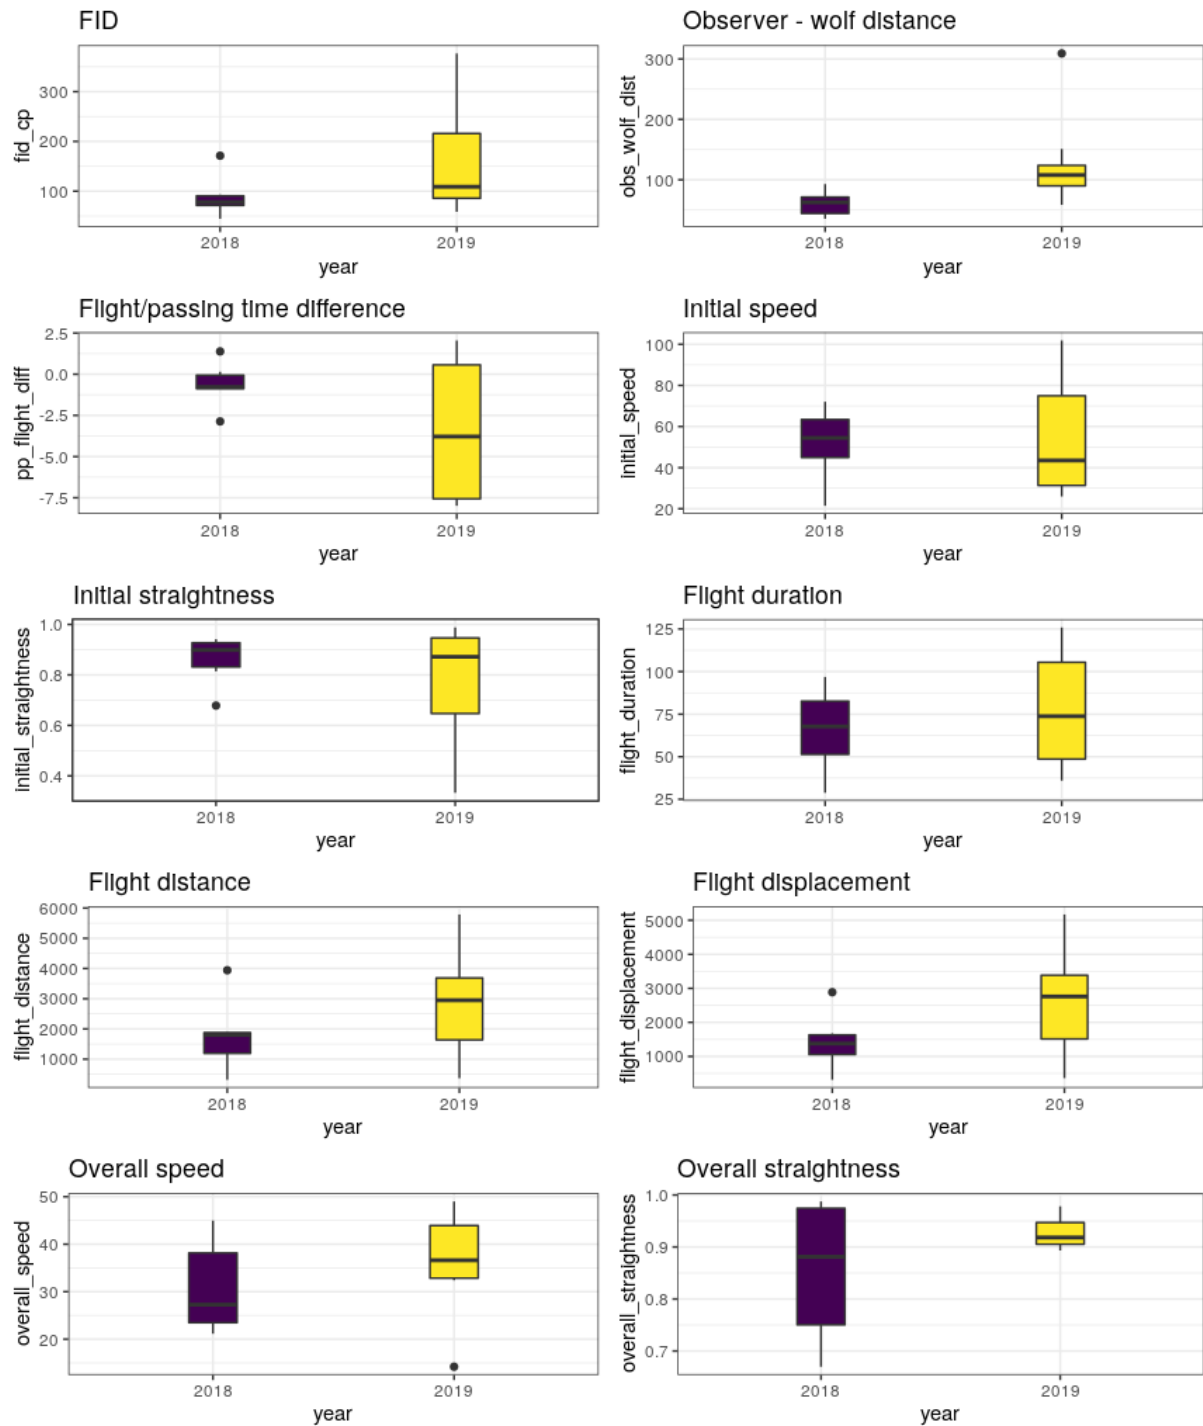 FID
Observer - wolf distance
fid_cp
300
200
100
2018
2019
year
obs_wolf_dist
300
200
100
2018
2019
year
Flight/passing time difference
Initial speed
pp_flight_diff
2.5
0.0
-2.5
-5.0
-7.5
2018
2019
year
initial_speed
100
80
60
40
20
2018
2019
year
Initial straightness
Flight duration
initial_straightness
1.0
0.8
0.6
0.4
2018
2019
year
flight_duration
125
100
75
50
25
2018
2019
year
Flight distance
Flight displacement
flight_distance
6000
5000
4000
3000
2000
1000
2018
2019
year
flight_displacement
5000
4000
3000
2000
1000
2018
2019
year
Overall speed
Overall straightness
overall_speed
50
40
30
20
2018
2019
year
overall_straightness
1.0
0.9
0.8
0.7
2018
2019
year